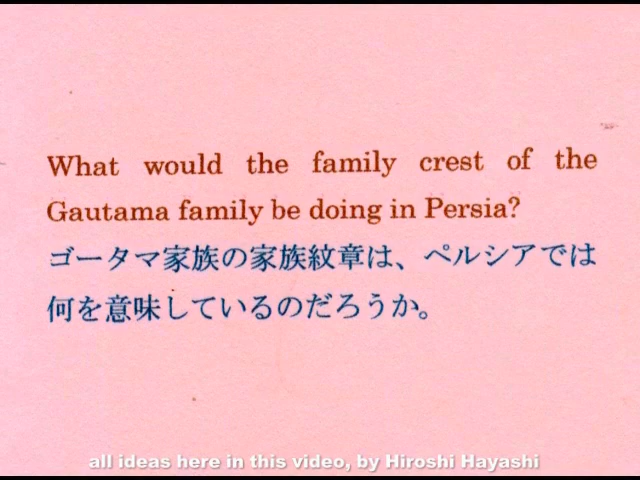 What would the family crest of the
Gautama family be doing in Persia?
ゴータマ家族の家族紋章は、ペルシアでは
何を意味しているのだろうか。
all ideas here in this video, by Hiroshi Hayashi